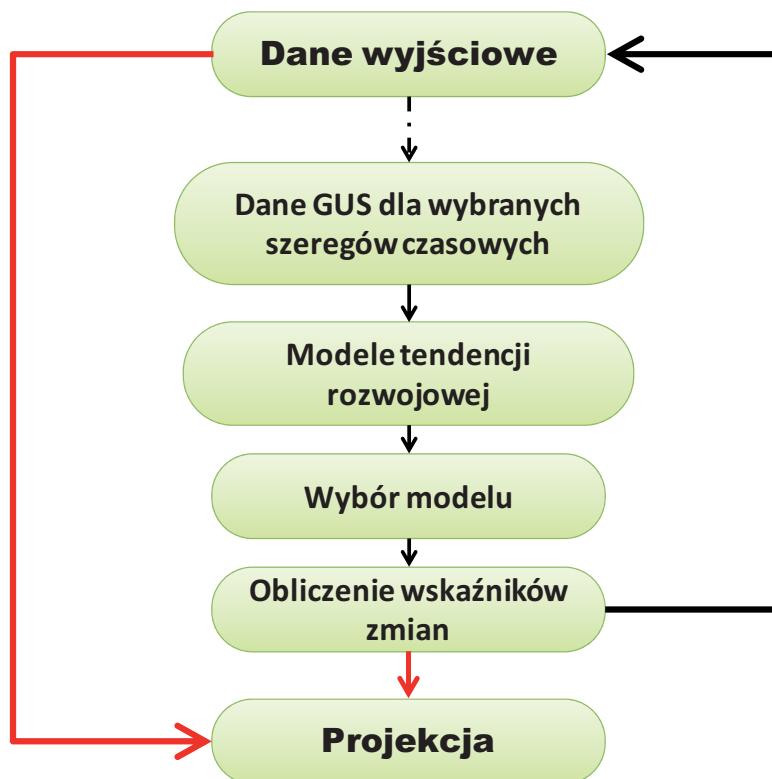 Dane wyjściowe
Dane GUS dla wybranych
szeregów czasowych
Modele tendencji
rozwojowej
Wybór modelu
Obliczenie wskaźników
zmian
Projekcja